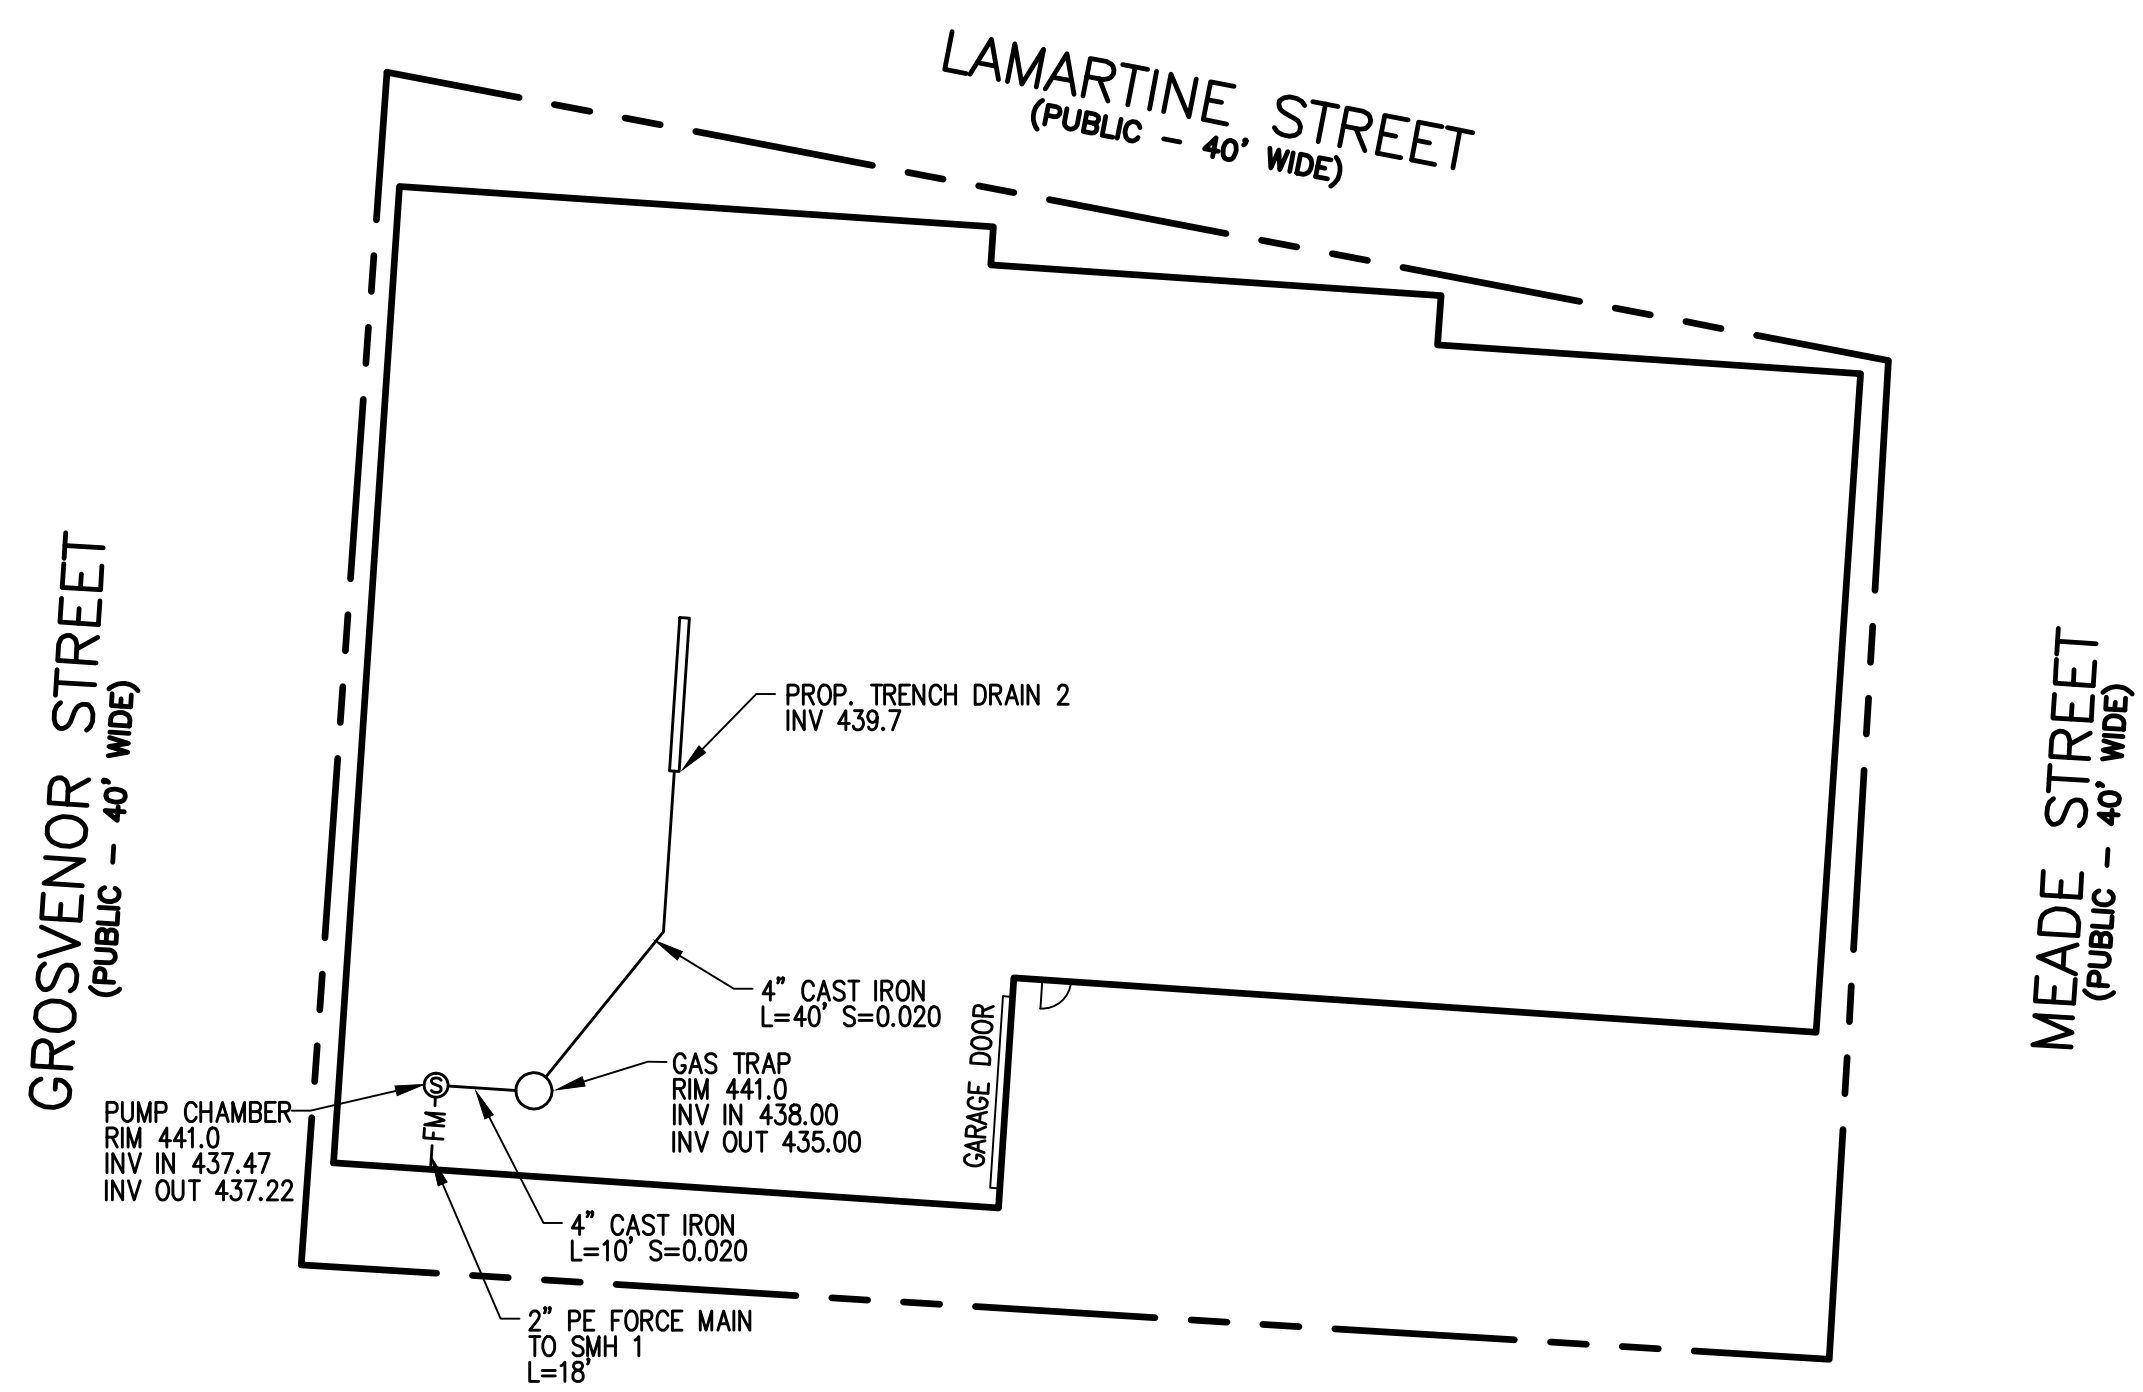 LAMARTINE STREET
(PUBLIC - 40' WIDE)
GROSVENOR STREET
(PUBLIC - 40' WIDE)
MEADE STREET
(PUBLIC - 40' WIDE)
PROP. TRENCH DRAIN 2
INV 439.7
4" CAST IRON
L=40' S=0.020
GARAGE DOOR
GAS TRAP
RIM 441.0
INV IN 438.00
INV OUT 435.00
S
FM
PUMP CHAMBER
RIM 441.0
INV IN 437.47
INV OUT 437.22
4" CAST IRON
L=10' S=0.020
2" PE FORCE MAIN
TO SMH 1
L=18'